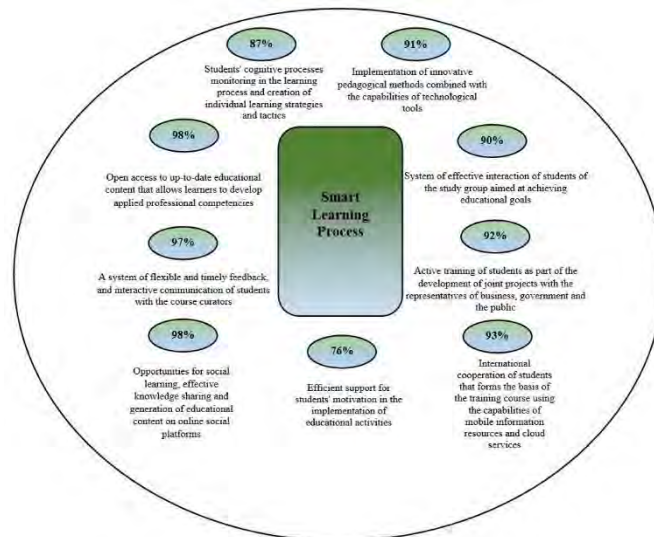 87%
Students' cognitive processes
monitoring in the learning
process and creation of
individual learning strategies
and tactics
91%
Implementation of innovative
pedagogical methods combined with
the capabilities of technological
tools
98%
Open access to up-to-date educational
content that allows learners to develop
applied professional competencies
Smart
Learning
Process
90%
System of effective interaction of students of
the study group aimed at achieving
educational goals
97%
A system of flexible and timely feedback,
and interactive communication of students
with the course curators
92%
Active training of students as part of the
development of joint projects with the
representatives of business, government and
the public
98%
Opportunities for social
learning, effective
knowledge sharing and
generation of educational
content on online social
platforms
76%
Efficient support for
students' motivation in the
implementation of
educational activities
93%
International
cooperation of students
that forms the basis of
the training course using
the capabilities of
mobile information
resources and cloud
services